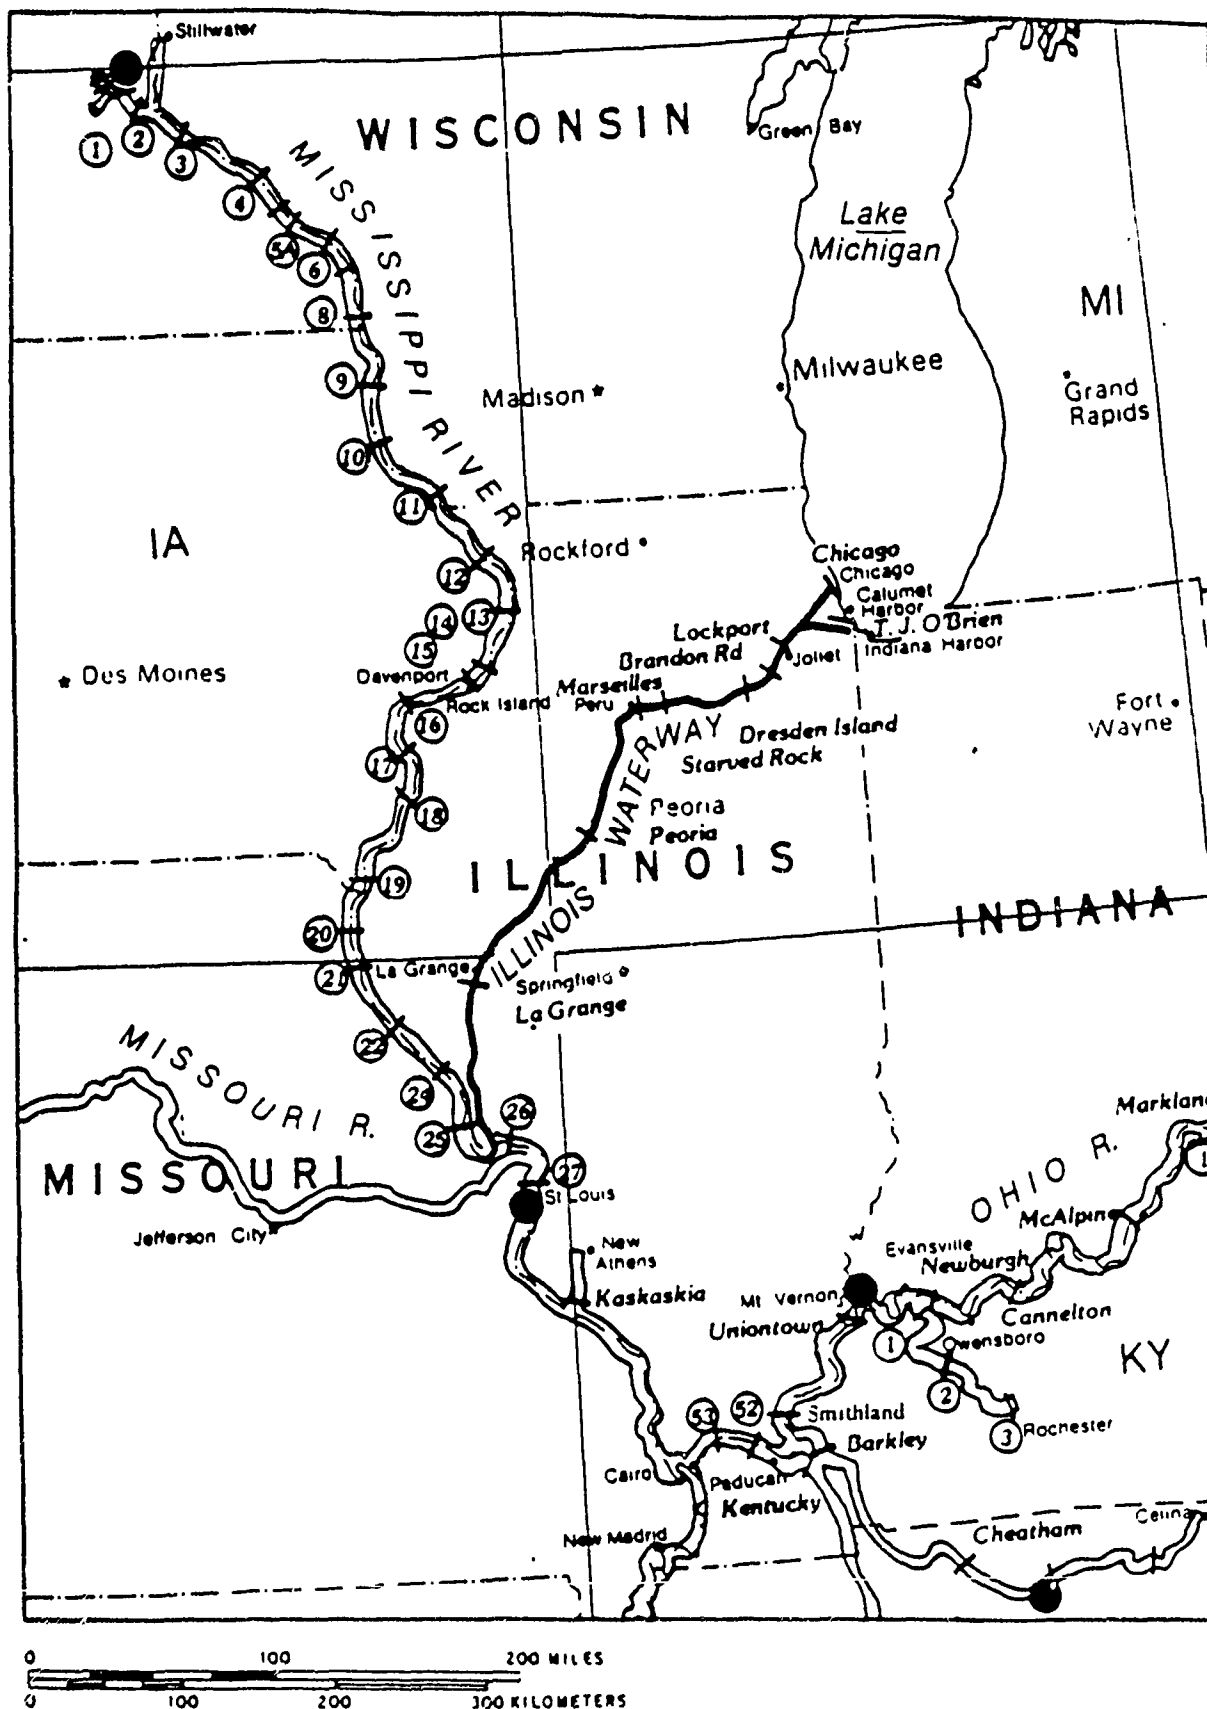 Stillwater
WISCONSIN
Green Bay
1
2
3
MISSISSIPPI RIVER
4
5A
6
8
Lake
Michigan
MI
9
Milwaukee
Madison
Grand
Rapids
10
11
IA
Rockford
12
Chicago
Chicago
Calumet
Harbor
13
14
15
T. J. O'Brien
Indiana Harbor
Lockport
Brandon Rd
Joliet
Des Moines
Davenport
Rock Island
Marseilles
Peru
Fort
Wayne
16
Dresden Island
Starved Rock
17
ILLINOIS WATERWAY
18
Peoria
Peoria
ILLINOIS
19
INDIANA
20
21
La Grange
Springfield
La Grange
22
MISSOURI R.
24
25
26
Markland
1
27
MISSOURI
St Louis
OHIO R.
McAlpine
Jefferson City
New
Athens
Evansville
Newburgh
Kaskaskia
Mt Vernon
Uniontown
Cannelton
1
Owensboro
KY
2
53
52
Smithland
3
Rochester
Barkley
Cairo
Paducah
Kentucky
New Madrid
Cheatham
Celina
0 100 200 MILES
0 100 200 300 KILOMETERS